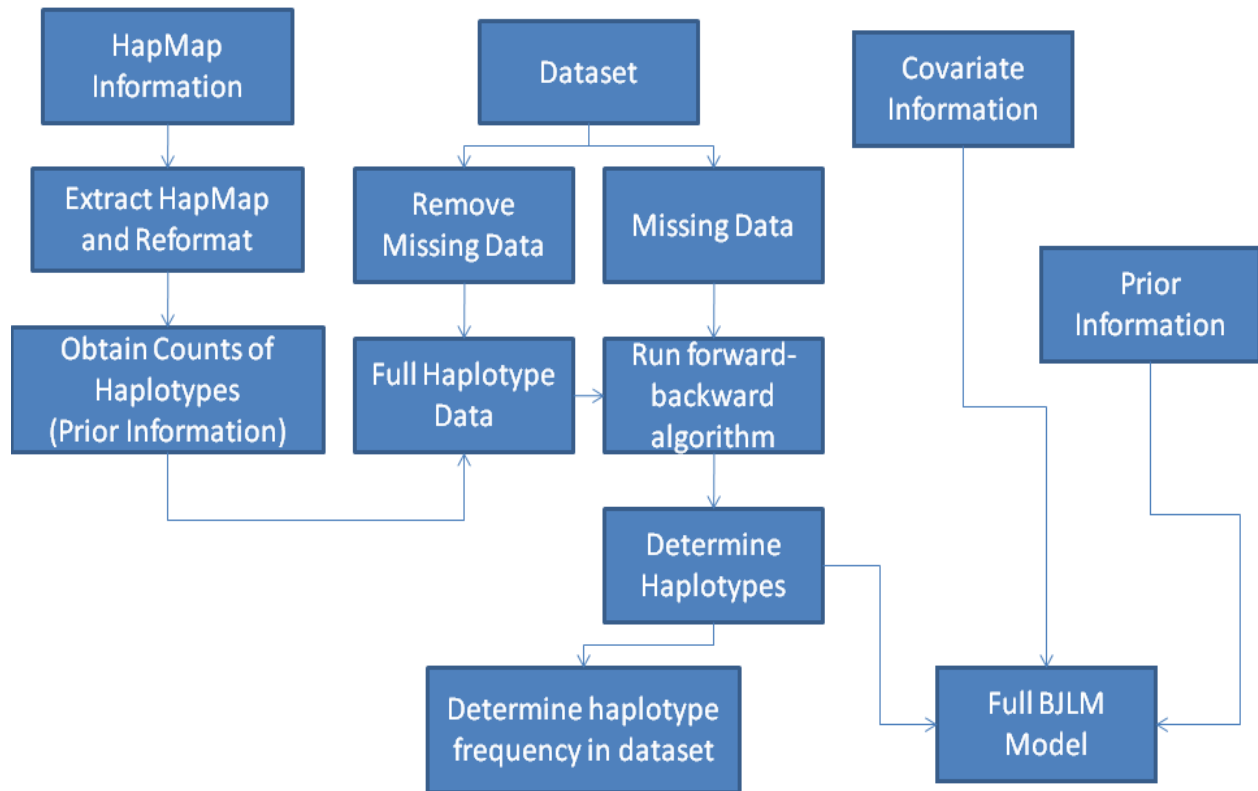 HapMap
Information
Dataset
Covariate
Information
Extract HapMap
and Reformat
Remove
Missing Data
Missing Data
Prior
Information
Obtain Counts of
Haplotypes
(Prior Information)
Full Haplotype
Data
Run forward-
backward
algorithm
Determine
Haplotypes
Determine haplotype
frequency in dataset
Full BJLM
Model